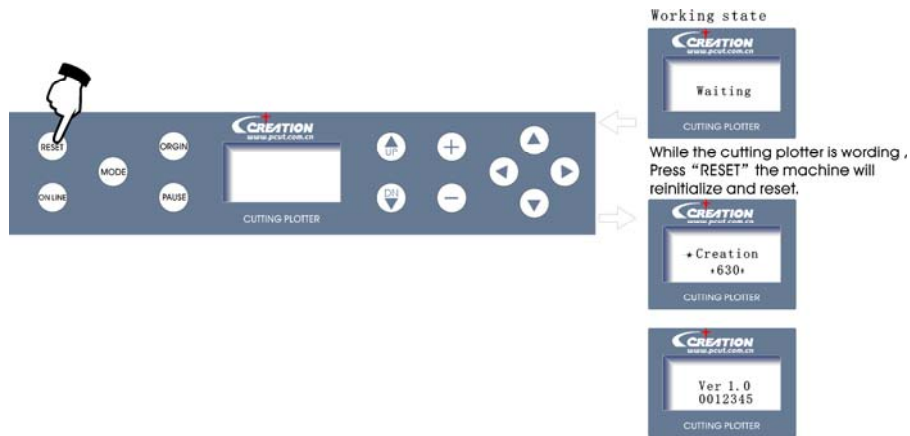 RESET
ORGIN
MODE
ON LINE
PAUSE
CREATION
www.pcut.com.cn
CUTTING PLOTTER
UP
DN
+
−
Working state
CREATION
www.pcut.com.cn
Waiting
CUTTING PLOTTER
While the cutting plotter is wording ,
Press “RESET” the machine will
reinitialize and reset.
CREATION
www.pcut.com.cn
*Creation
*630*
CUTTING PLOTTER
CREATION
www.pcut.com.cn
Ver 1.0
0012345
CUTTING PLOTTER